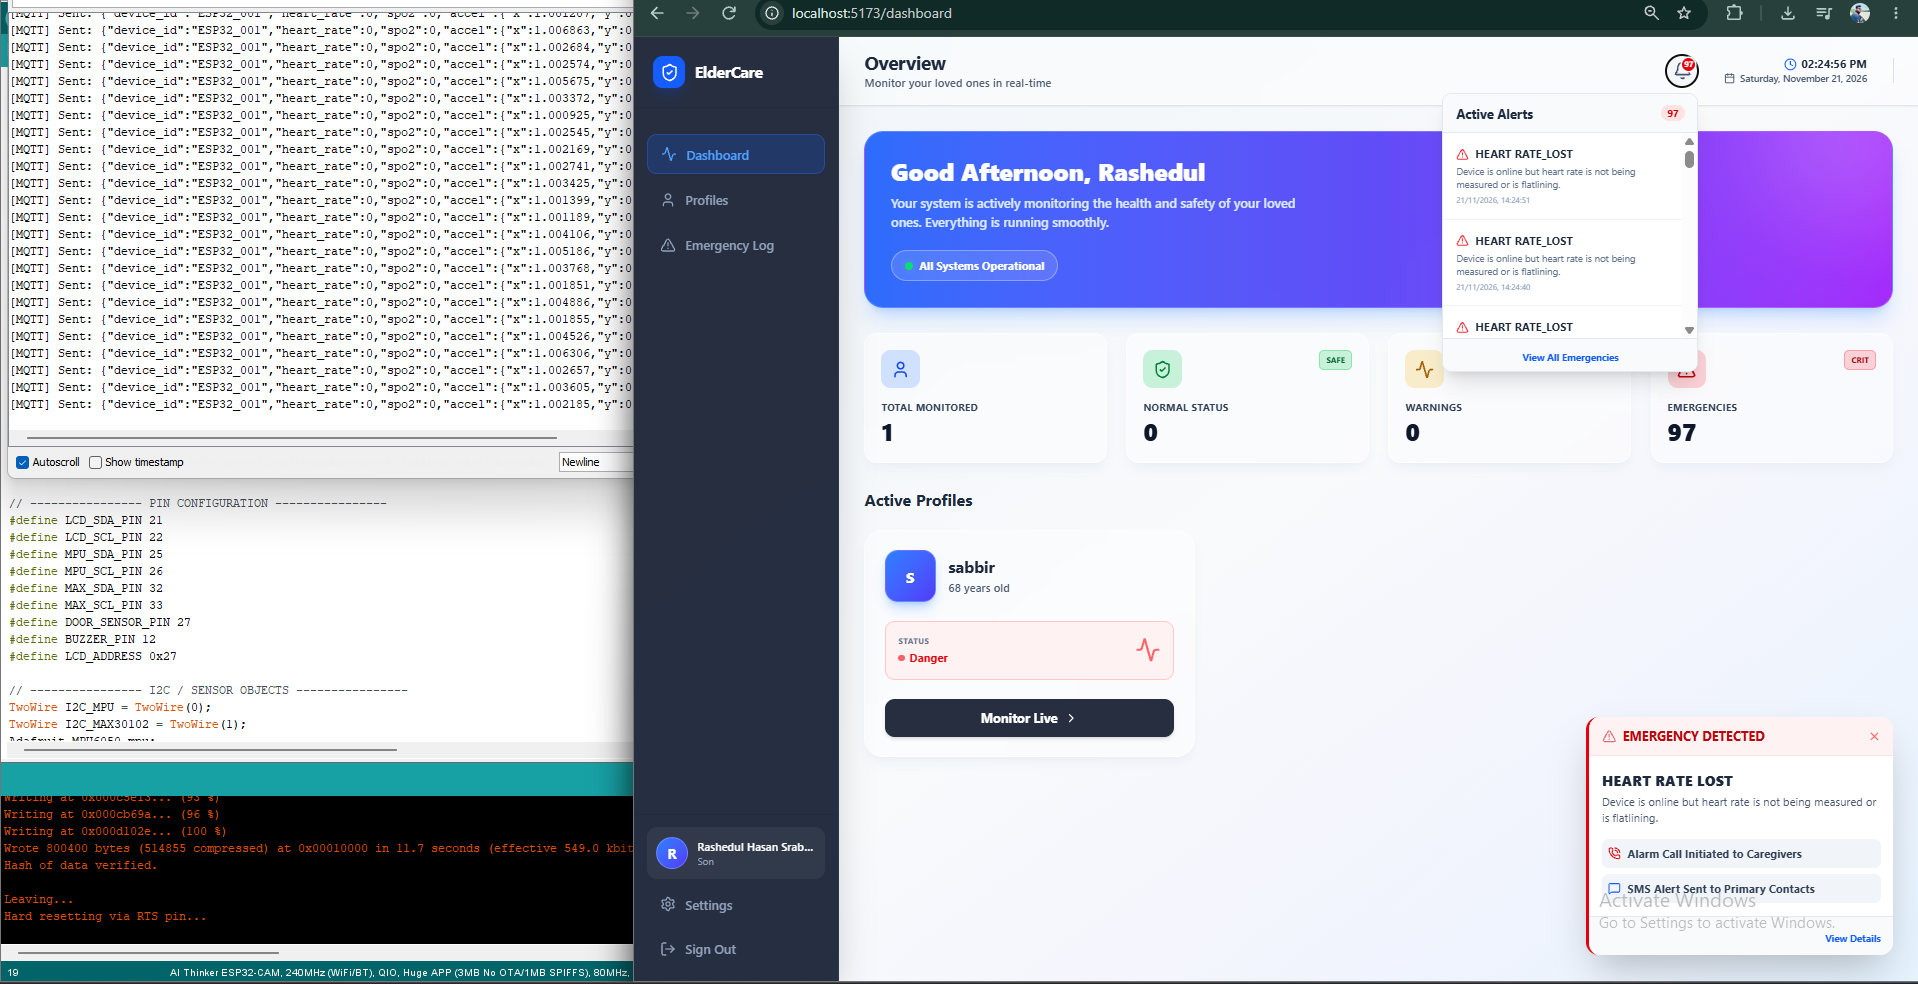 [MQTT] Sent: {"device_id":"ESP32_001","heart_rate":0,"spo2":0,"accel":{"x":1.001207,"y":0
[MQTT] Sent: {"device_id":"ESP32_001","heart_rate":0,"spo2":0,"accel":{"x":1.006863,"y":0
[MQTT] Sent: {"device_id":"ESP32_001","heart_rate":0,"spo2":0,"accel":{"x":1.002684,"y":0
[MQTT] Sent: {"device_id":"ESP32_001","heart_rate":0,"spo2":0,"accel":{"x":1.002574,"y":0
[MQTT] Sent: {"device_id":"ESP32_001","heart_rate":0,"spo2":0,"accel":{"x":1.005675,"y":0
[MQTT] Sent: {"device_id":"ESP32_001","heart_rate":0,"spo2":0,"accel":{"x":1.003372,"y":0
[MQTT] Sent: {"device_id":"ESP32_001","heart_rate":0,"spo2":0,"accel":{"x":1.000925,"y":0
[MQTT] Sent: {"device_id":"ESP32_001","heart_rate":0,"spo2":0,"accel":{"x":1.002545,"y":0
[MQTT] Sent: {"device_id":"ESP32_001","heart_rate":0,"spo2":0,"accel":{"x":1.002169,"y":0
[MQTT] Sent: {"device_id":"ESP32_001","heart_rate":0,"spo2":0,"accel":{"x":1.002741,"y":0
[MQTT] Sent: {"device_id":"ESP32_001","heart_rate":0,"spo2":0,"accel":{"x":1.003425,"y":0
[MQTT] Sent: {"device_id":"ESP32_001","heart_rate":0,"spo2":0,"accel":{"x":1.001399,"y":0
[MQTT] Sent: {"device_id":"ESP32_001","heart_rate":0,"spo2":0,"accel":{"x":1.001189,"y":0
[MQTT] Sent: {"device_id":"ESP32_001","heart_rate":0,"spo2":0,"accel":{"x":1.004106,"y":0
[MQTT] Sent: {"device_id":"ESP32_001","heart_rate":0,"spo2":0,"accel":{"x":1.005186,"y":0
[MQTT] Sent: {"device_id":"ESP32_001","heart_rate":0,"spo2":0,"accel":{"x":1.003768,"y":0
[MQTT] Sent: {"device_id":"ESP32_001","heart_rate":0,"spo2":0,"accel":{"x":1.001851,"y":0
[MQTT] Sent: {"device_id":"ESP32_001","heart_rate":0,"spo2":0,"accel":{"x":1.004886,"y":0
[MQTT] Sent: {"device_id":"ESP32_001","heart_rate":0,"spo2":0,"accel":{"x":1.001855,"y":0
[MQTT] Sent: {"device_id":"ESP32_001","heart_rate":0,"spo2":0,"accel":{"x":1.004526,"y":0
[MQTT] Sent: {"device_id":"ESP32_001","heart_rate":0,"spo2":0,"accel":{"x":1.006306,"y":0
[MQTT] Sent: {"device_id":"ESP32_001","heart_rate":0,"spo2":0,"accel":{"x":1.002657,"y":0
[MQTT] Sent: {"device_id":"ESP32_001","heart_rate":0,"spo2":0,"accel":{"x":1.003605,"y":0
[MQTT] Sent: {"device_id":"ESP32_001","heart_rate":0,"spo2":0,"accel":{"x":1.002185,"y":0
Autoscroll Show timestamp Newline
// ---------------- PIN CONFIGURATION ----------------
#define LCD_SDA_PIN 21
#define LCD_SCL_PIN 22
#define MPU_SDA_PIN 25
#define MPU_SCL_PIN 26
#define MAX_SDA_PIN 32
#define MAX_SCL_PIN 33
#define DOOR_SENSOR_PIN 27
#define BUZZER_PIN 12
#define LCD_ADDRESS 0x27
// ---------------- I2C / SENSOR OBJECTS ----------------
TwoWire I2C_MPU = TwoWire(0);
TwoWire I2C_MAX30102 = TwoWire(1);
Adafruit_MPU6050 mpu;
Writing at 0x000c5e13... (93 %)
Writing at 0x000cb69a... (96 %)
Writing at 0x000d102e... (100 %)
Wrote 800400 bytes (514855 compressed) at 0x00010000 in 11.7 seconds (effective 549.0 kbit
Hash of data verified.
Leaving...
Hard resetting via RTS pin...
19 AI Thinker ESP32-CAM, 240MHz (WiFi/BT), QIO, Huge APP (3MB No OTA/1MB SPIFFS), 80MHz,
localhost:5173/dashboard
ElderCare
Dashboard
Profiles
Emergency Log
R
Rashedul Hasan Srab...
Son
Settings
Sign Out
Overview
Monitor your loved ones in real-time
97
02:24:56 PM
Saturday, November 21, 2026
Good Afternoon, Rashedul
Your system is actively monitoring the health and safety of your loved
ones. Everything is running smoothly.
All Systems Operational
Active Alerts 97
HEART RATE_LOST
Device is online but heart rate is not being
measured or is flatlining.
21/11/2026, 14:24:51
HEART RATE_LOST
Device is online but heart rate is not being
measured or is flatlining.
21/11/2026, 14:24:40
HEART RATE_LOST
View All Emergencies
TOTAL MONITORED
1
SAFE
NORMAL STATUS
0
WARNINGS
0
CRIT
EMERGENCIES
97
Active Profiles
S
sabbir
68 years old
STATUS
Danger
Monitor Live
EMERGENCY DETECTED
HEART RATE LOST
Device is online but heart rate is not being measured or
is flatlining.
Alarm Call Initiated to Caregivers
SMS Alert Sent to Primary Contacts
Activate Windows
Go to Settings to activate Windows.
View Details